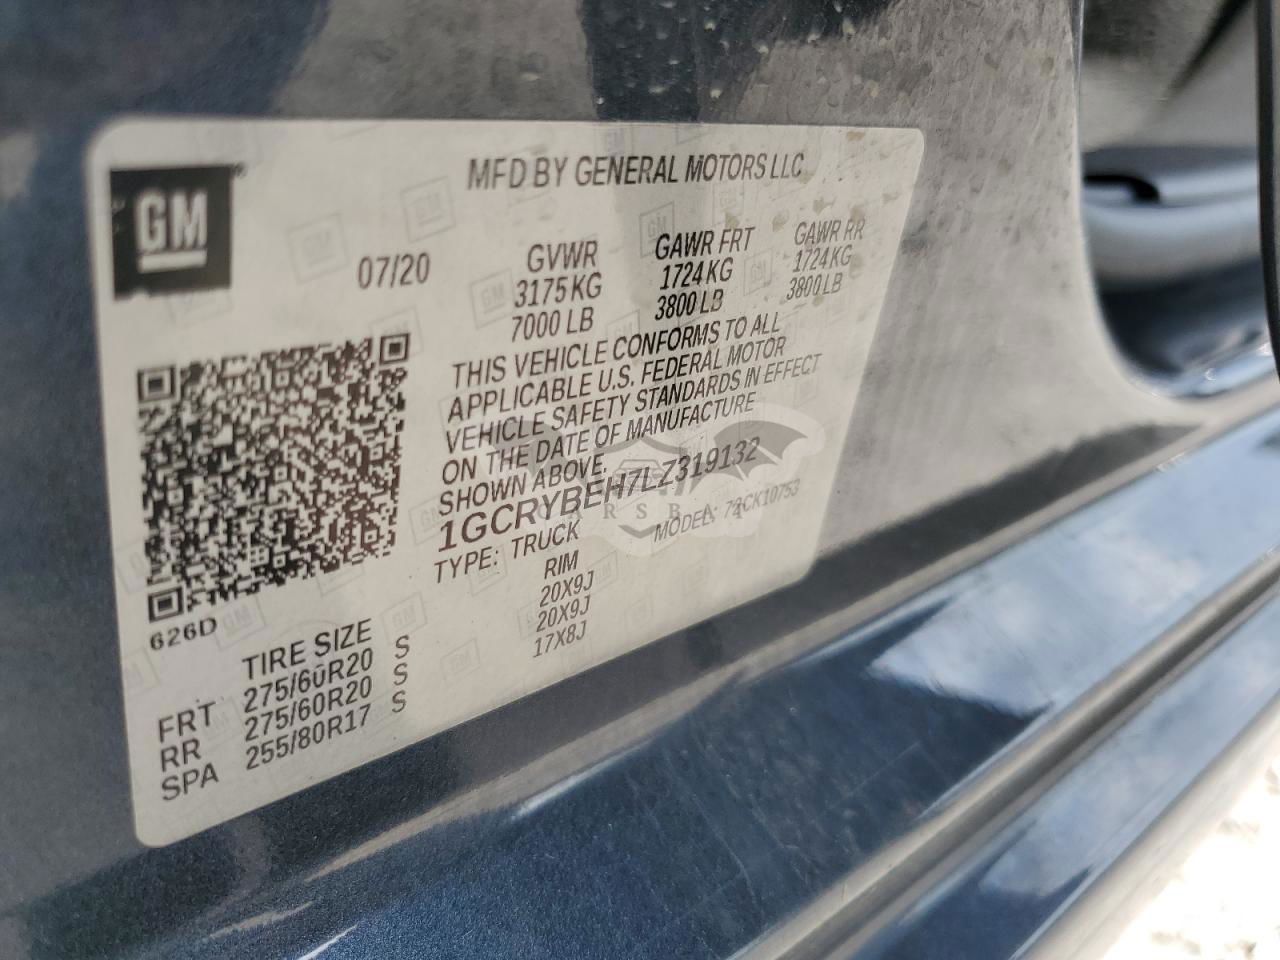 GM
MFD BY GENERAL MOTORS LLC
07/20
GVWR GAWR FRT GAWR RR
3175 KG 1724 KG 1724 KG
7000 LB 3800 LB 3800 LB
THIS VEHICLE CONFORMS TO ALL
APPLICABLE U.S. FEDERAL MOTOR
VEHICLE SAFETY STANDARDS IN EFFECT
ON THE DATE OF MANUFACTURE
SHOWN ABOVE.
1GCRYBEH7LZ319132
TYPE: TRUCK MODEL: 72CK10753
626D
TIRE SIZE RIM
FRT 275/60R20 S 20X9J
RR 275/60R20 S 20X9J
SPA 255/80R17 S 17X8J
CARSBAT